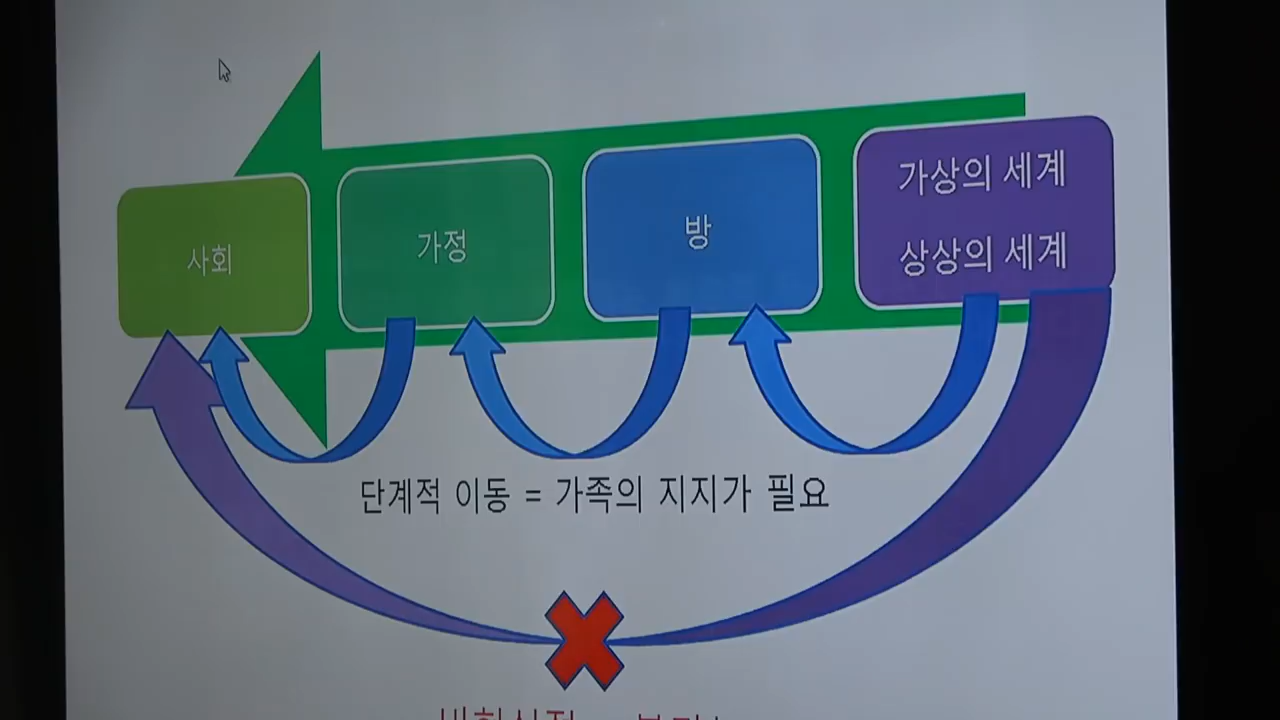 사회
가정
방
가상의 세계
상상의 세계
단계적 이동 = 가족의 지지가 필요